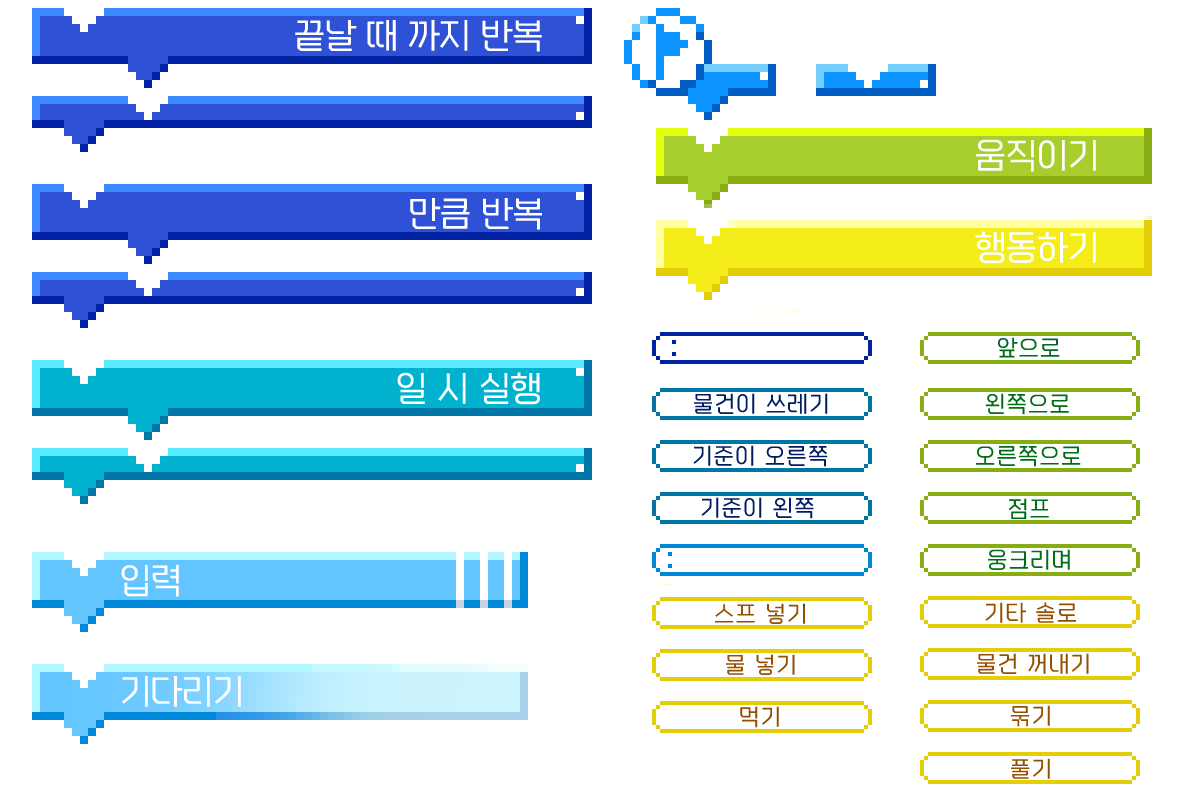 끝날 때 까지 반복
만큼 반복
일 시 실행
입력
기다리기
움직이기
행동하기
:
물건이 쓰레기
기준이 오른쪽
기준이 왼쪽
:
스프 넣기
물 넣기
먹기
앞으로
왼쪽으로
오른쪽으로
점프
웅크리며
기타 솔로
물건 꺼내기
묶기
풀기